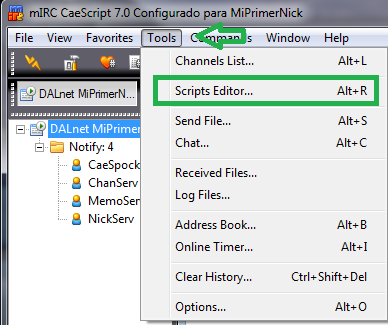 mIRC CaeScript 7.0 Configurado para MiPrimerNick
File View Favorites Tools Commands Window Help
DALnet MiPrimerN...
DALnet MiPrimer
Notify: 4
CaeSpock
ChanServ
MemoSer
NickServ
Channels List... Alt+L
Scripts Editor... Alt+R
Send File... Alt+S
Chat... Alt+C
Received Files...
Log Files...
Address Book... Alt+B
Online Timer... Alt+I
Clear History... Ctrl+Shift+Del
Options... Alt+O